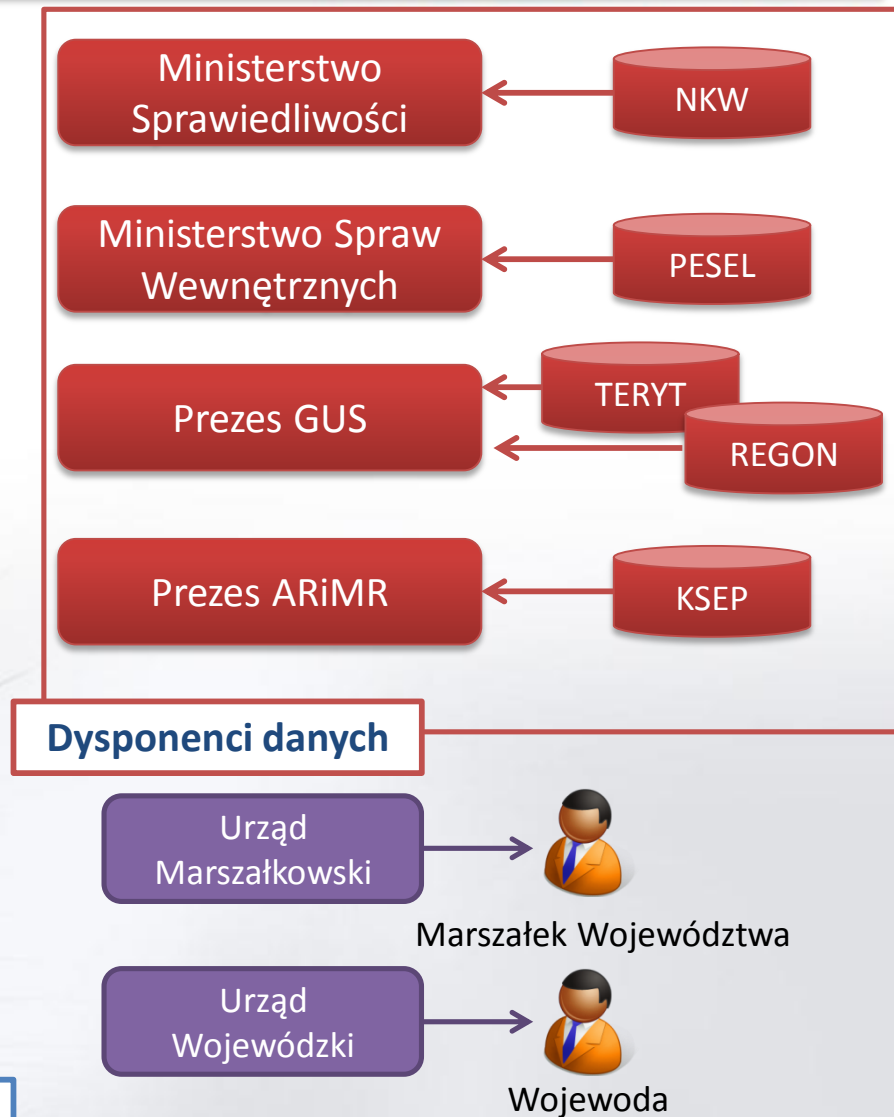 Ministerstwo
Sprawiedliwości
NKW
Ministerstwo Spraw
Wewnętrznych
PESEL
Prezes GUS
TERYT
REGON
Prezes ARiMR
KSEP
Dysponenci danych
Urząd
Marszałkowski
Marszałek Województwa
Urząd
Wojewódzki
Wojewoda